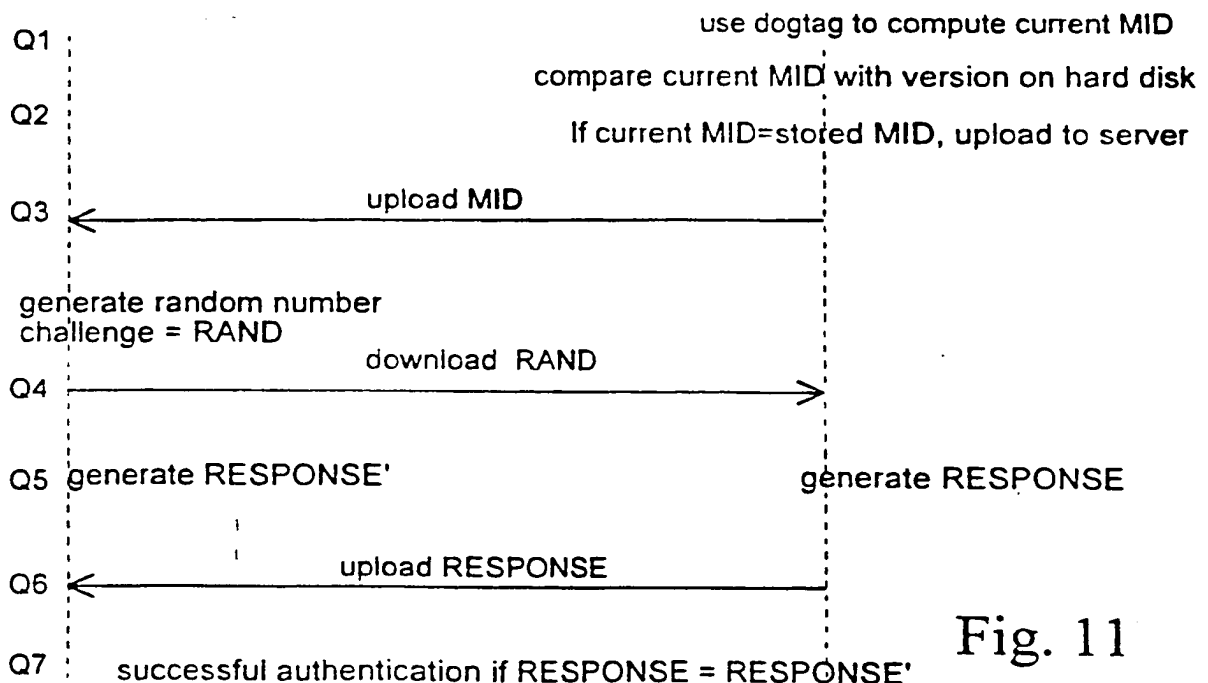 Q1 use dogtag to compute current MID
compare current MID with version on hard disk
Q2
If current MID=stored MID, upload to server
Q3 upload MID
generate random number
challenge = RAND
download RAND
Q4
Q5 generate RESPONSE' generate RESPONSE
upload RESPONSE
Q6
Fig. 11
Q7 successful authentication if RESPONSE = RESPONSE'